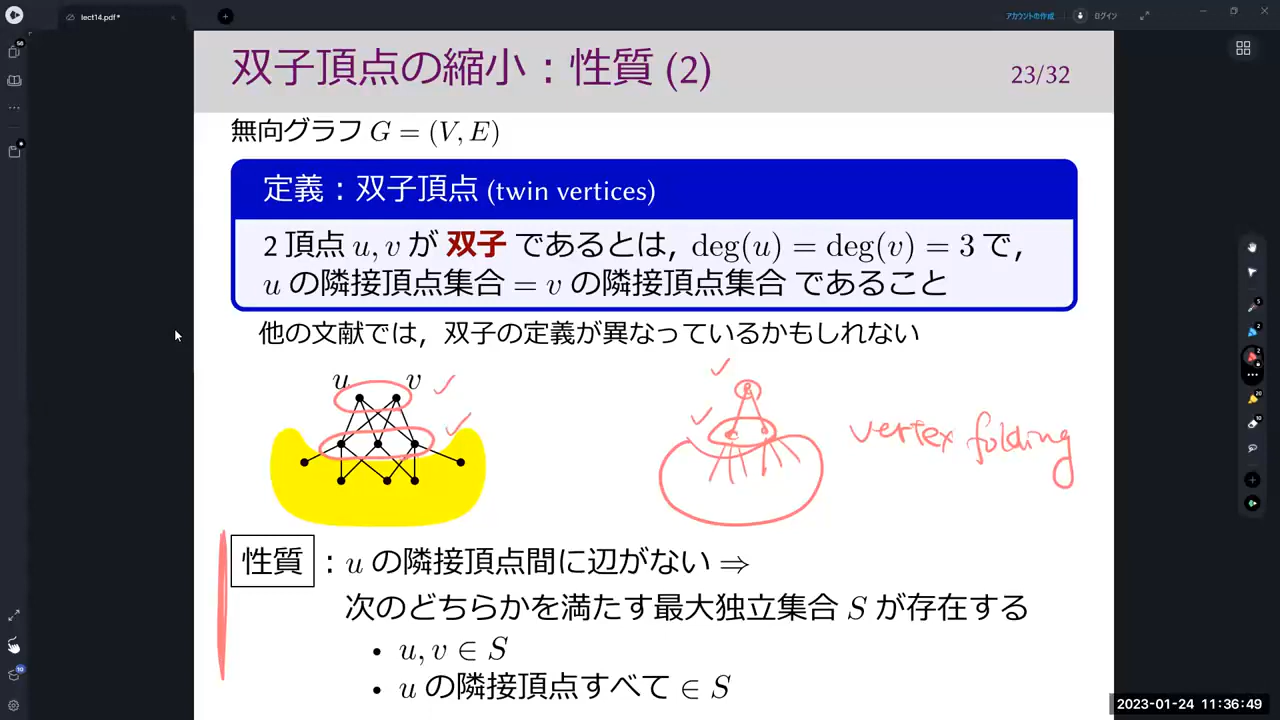 lect14.pdf*
アカウントの作成
ログイン
双子頂点の縮小：性質 (2)
23/32
無向グラフ G = (V, E)
定義：双子頂点 (twin vertices)
2 頂点 u, v が 双子 であるとは, deg(u) = deg(v) = 3 で,
u の隣接頂点集合 = v の隣接頂点集合 であること
他の文献では，双子の定義が異なっているかもしれない
u v
vertex folding
性質 ：u の隣接頂点間に辺がない ⇒
次のどちらかを満たす最大独立集合 S が存在する
• u, v ∈ S
• u の隣接頂点すべて ∈ S
2023-01-24 11:36:49